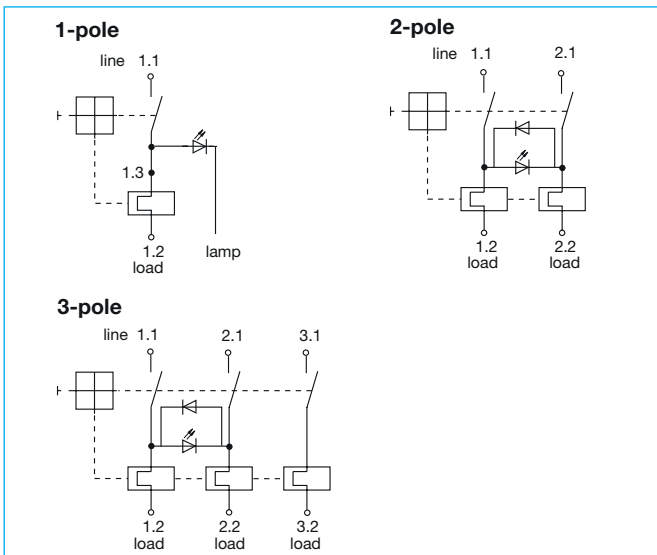 1-pole
line 1.1
1.3
1.2
load
lamp
2-pole
line 1.1 2.1
1.2 2.2
load load
3-pole
line 1.1 2.1 3.1
1.2 2.2 3.2
load load load